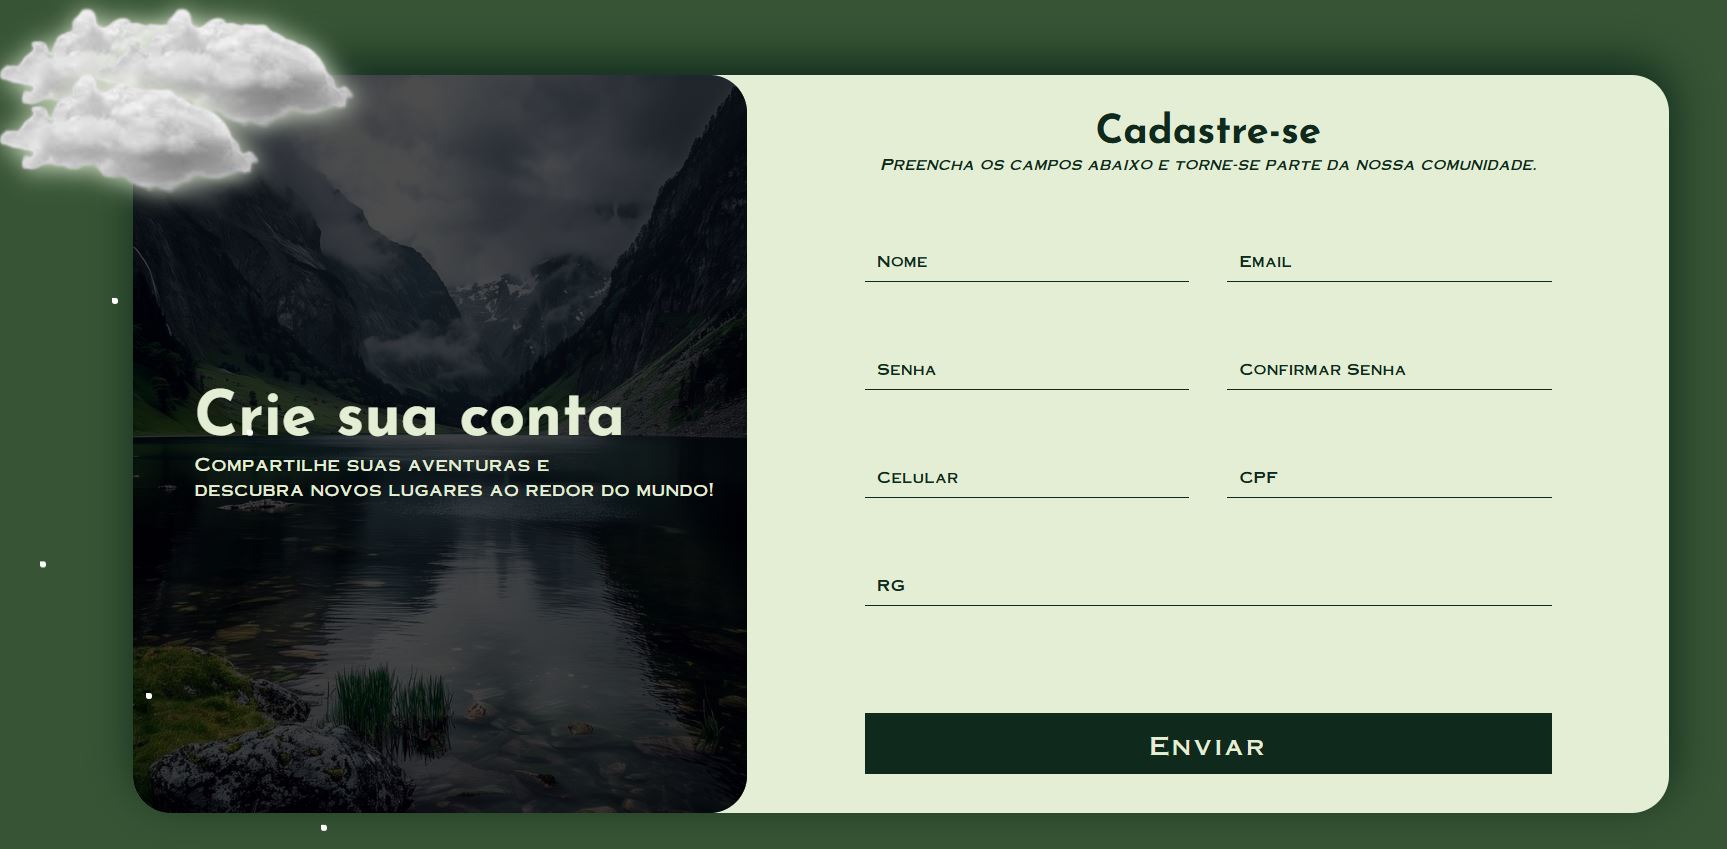 Crie sua conta
Compartilhe suas aventuras e
descubra novos lugares ao redor do mundo!
Cadastre-se
Preencha os campos abaixo e torne-se parte da nossa comunidade.
Nome
Email
Senha
Confirmar Senha
Celular
CPF
RG
Enviar